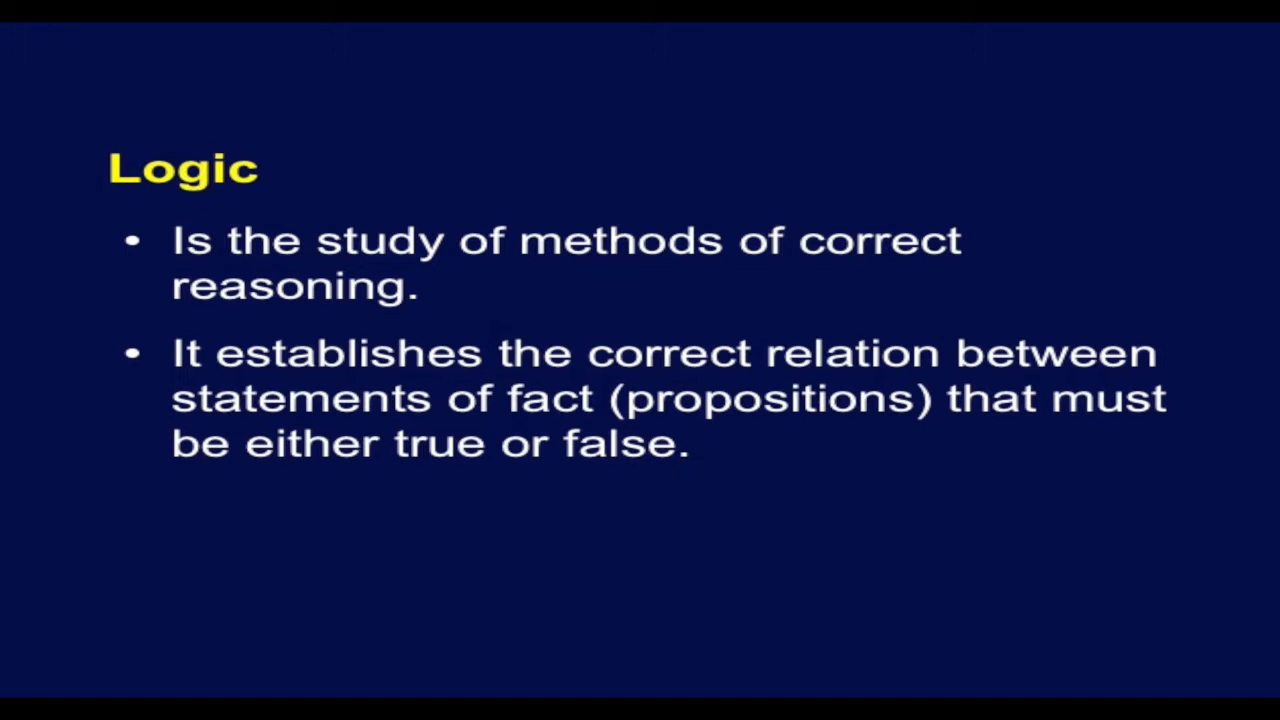 Logic
• Is the study of methods of correct
reasoning.
• It establishes the correct relation between
statements of fact (propositions) that must
be either true or false.